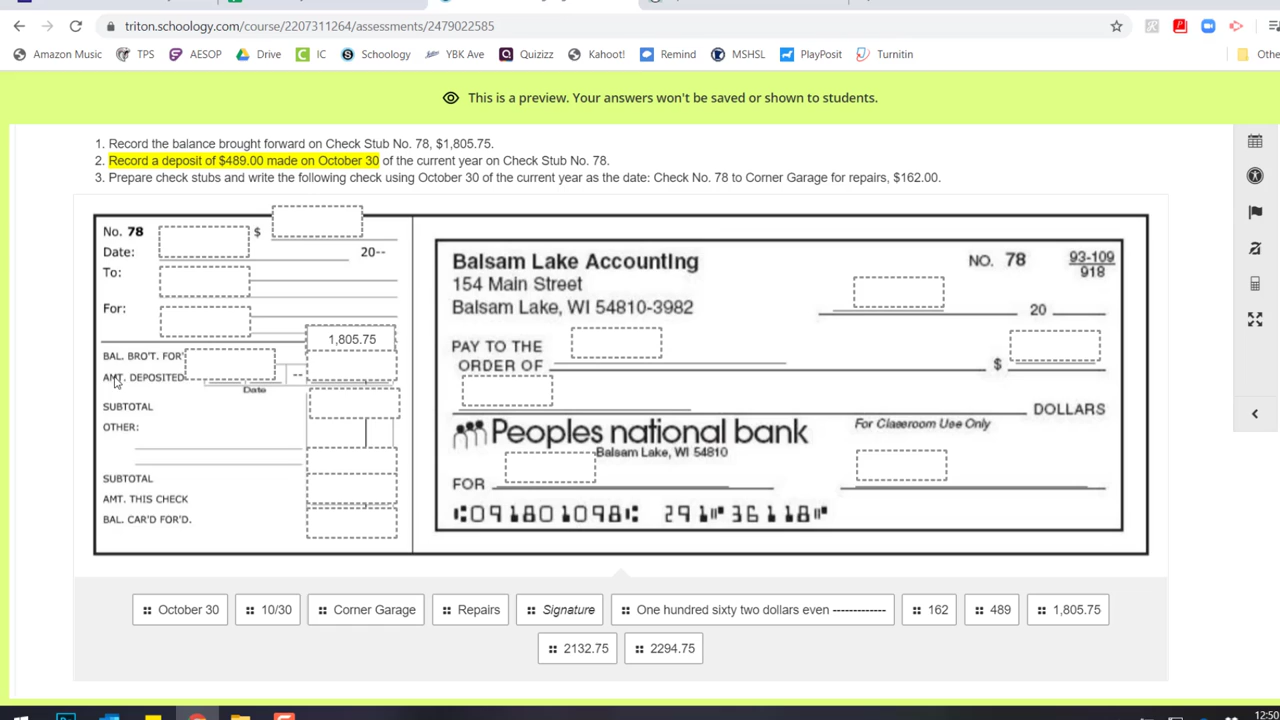 triton.schoology.com/course/2207311264/assessments/2479022585
Amazon Music TPS AESOP Drive IC Schoology YBK Ave Quizizz Kahoot! Remind MSHSL PlayPosit Turnitin
This is a preview. Your answers won't be saved or shown to students.
1. Record the balance brought forward on Check Stub No. 78, $1,805.75.
2. Record a deposit of $489.00 made on October 30 of the current year on Check Stub No. 78.
3. Prepare check stubs and write the following check using October 30 of the current year as the date: Check No. 78 to Corner Garage for repairs, $162.00.
No. 78 $
Date: 20--
To:
For:
1,805.75
BAL. BRO'T. FOR'
AMT. DEPOSITED --
Date
SUBTOTAL
OTHER:
SUBTOTAL
AMT. THIS CHECK
BAL. CAR'D FOR'D.
Balsam Lake Accounting NO. 78 93-109
154 Main Street 918
Balsam Lake, WI 54810-3982 20
PAY TO THE
ORDER OF $
DOLLARS
Peoples national bank For Classroom Use Only
Balsam Lake, WI 54810
FOR
⑆091801098⑆ 291⑈36118⑈
October 30 10/30 Corner Garage Repairs Signature One hundred sixty two dollars even ------------- 162 489 1,805.75
2132.75 2294.75
12:50